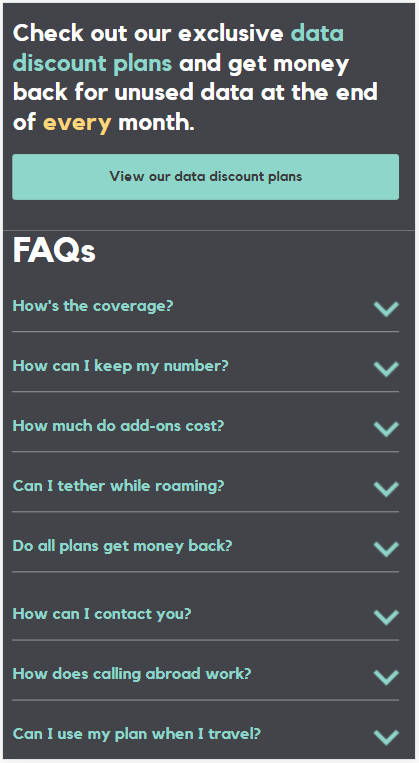 Check out our exclusive data
discount plans and get money
back for unused data at the end
of every month.
View our data discount plans
FAQs
How's the coverage?
How can I keep my number?
How much do add-ons cost?
Can I tether while roaming?
Do all plans get money back?
How can I contact you?
How does calling abroad work?
Can I use my plan when I travel?